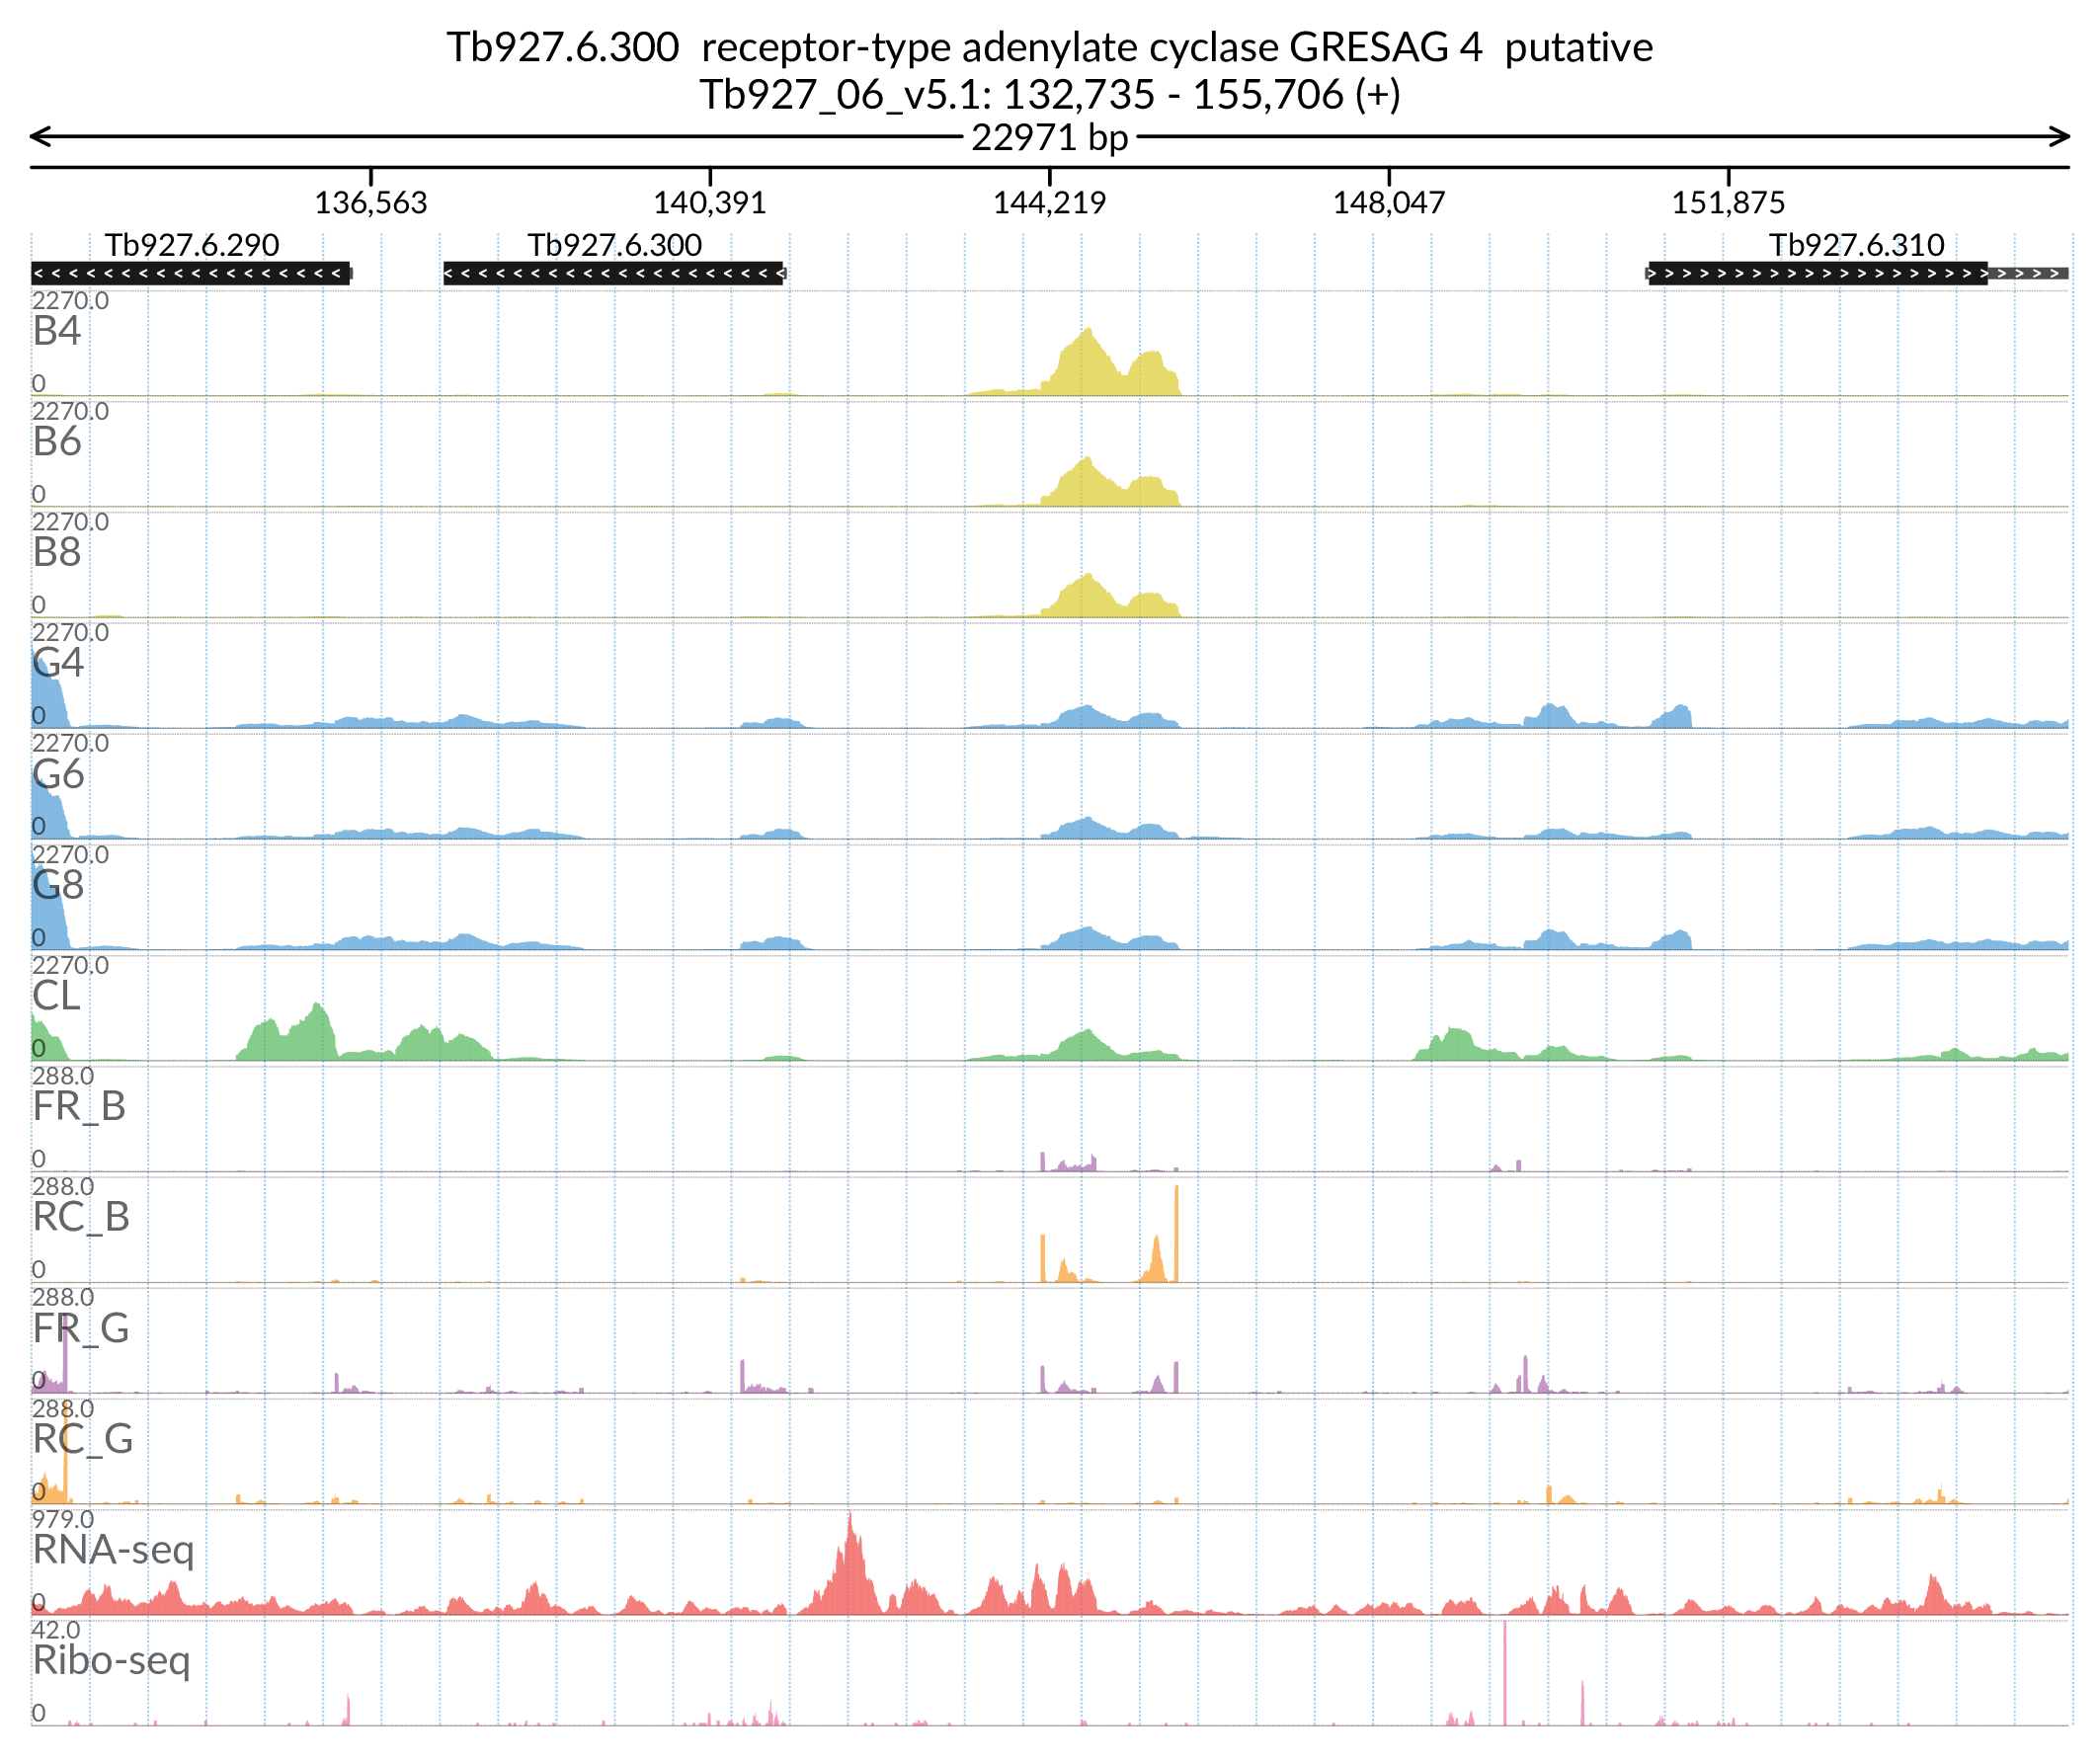 Tb927.6.300  receptor-type adenylate cyclase GRESAG 4  putative
Tb927_06_v5.1: 132,735 - 155,706 (+)
22971 bp
136,563 140,391 144,219 148,047 151,875
Tb927.6.290 Tb927.6.300 Tb927.6.310
2270.0
B4
0
2270.0
B6
0
2270.0
B8
0
2270.0
G4
0
2270.0
G6
0
2270.0
G8
0
2270.0
CL
0
288.0
FR_B
0
288.0
RC_B
0
288.0
FR_G
0
288.0
RC_G
0
979.0
RNA-seq
0
42.0
Ribo-seq
0